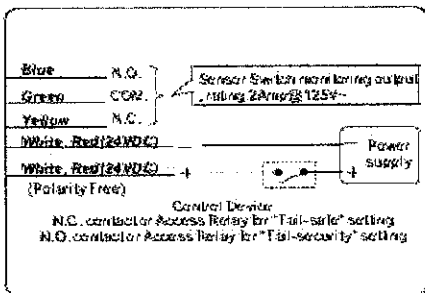 Blue N.O.
Green COM.
Yellow N.C.
Sensor Switch monitoring output
, rating 2Amp@125V~
White, Red(24VDC) -
White, Red(24VDC) + +
(Polarity Free)
Power
supply
Control Device
N.C. contact or Access Relay for "Fail-safe" setting
N.O. contact or Access Relay for "Fail-security" setting